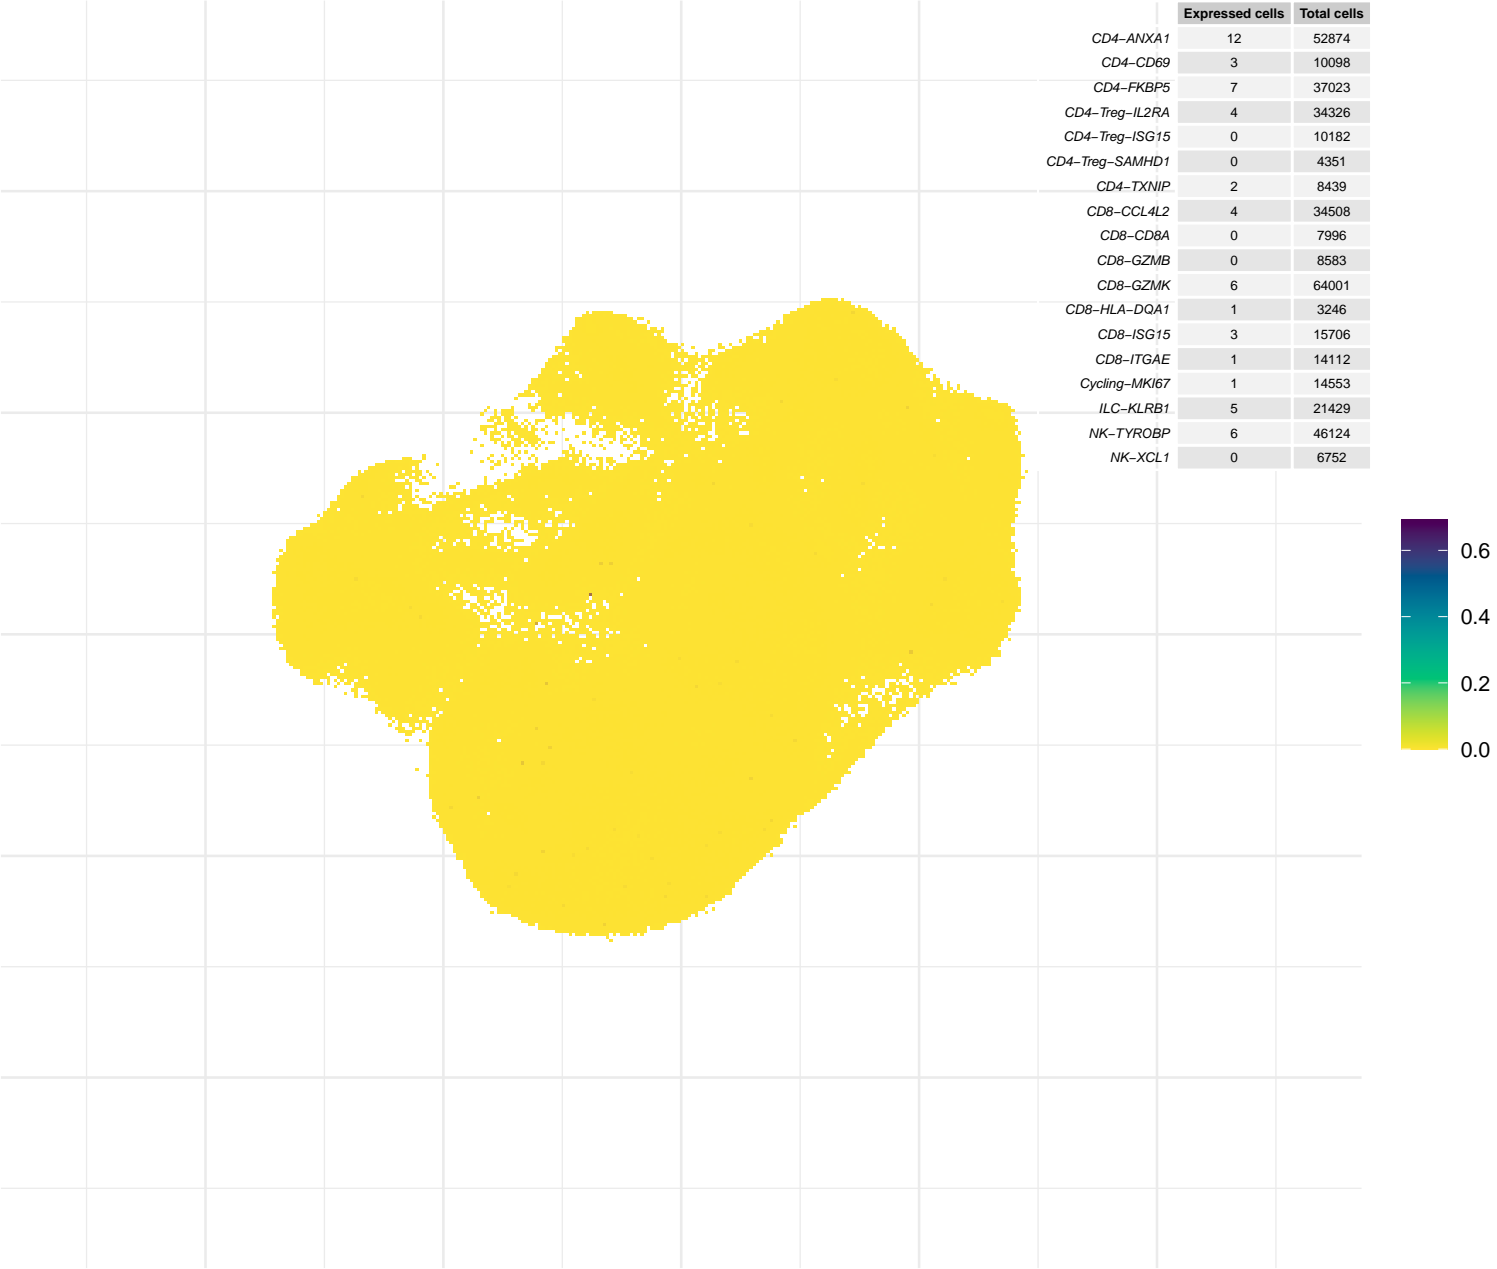 Expressed cells Total cells
CD4−ANXA1 12 52874
CD4−CD69 3 10098
CD4−FKBP5 7 37023
CD4−Treg−IL2RA 4 34326
CD4−Treg−ISG15 0 10182
CD4−Treg−SAMHD1 0 4351
CD4−TXNIP 2 8439
CD8−CCL4L2 4 34508
CD8−CD8A 0 7996
CD8−GZMB 0 8583
CD8−GZMK 6 64001
CD8−HLA−DQA1 1 3246
CD8−ISG15 3 15706
CD8−ITGAE 1 14112
Cycling−MKI67 1 14553
ILC−KLRB1 5 21429
NK−TYROBP 6 46124
NK−XCL1 0 6752
0.6
0.4
0.2
0.0